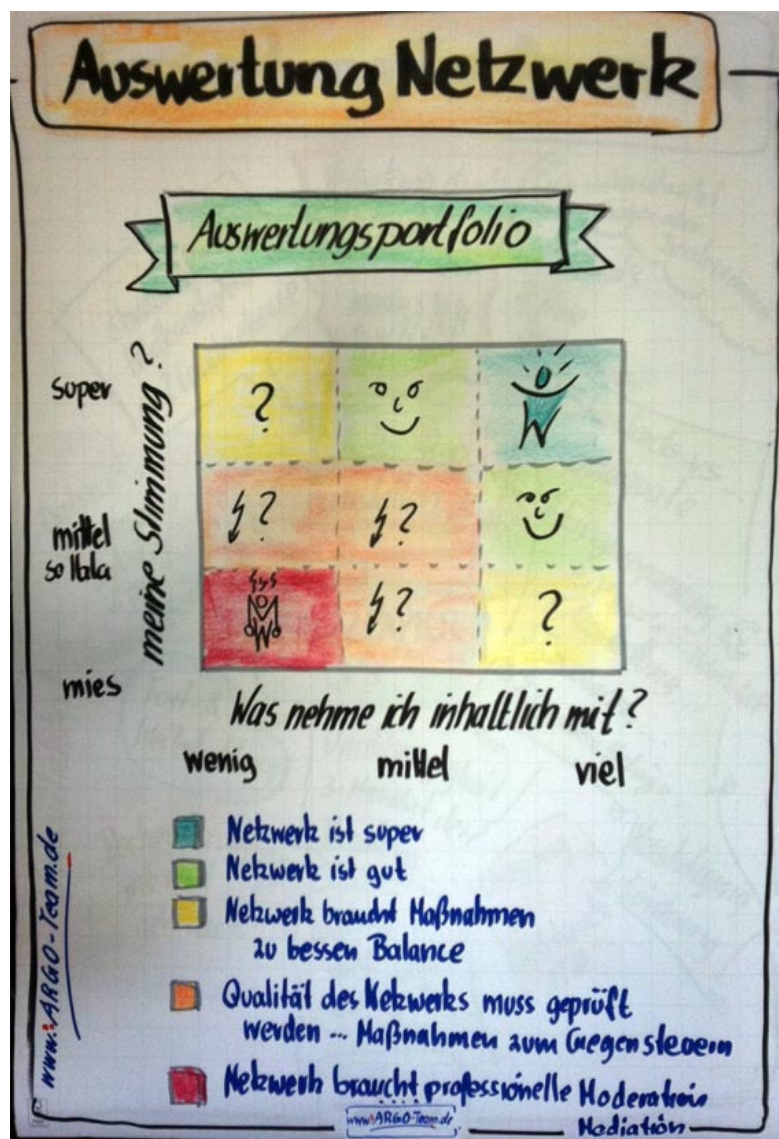 Auswertung Netzwerk
Auswertungsportfolio
meine Stimmung?
super
?
⚡?
⚡?
mittel
so lala
⚡?
?
mies
Was nehme ich inhaltlich mit?
wenig
mittel
viel
Netzwerk ist super
Netzwerk ist gut
Netzwerk braucht Maßnahmen
zu bessen Balance
Qualität des Netzwerks muss geprüft
werden ... Maßnahmen zum Gegensteuern
Netzwerk braucht professionelle Moderation
Mediation
www.ARGO-Team.de
www.ARGO-Team.de